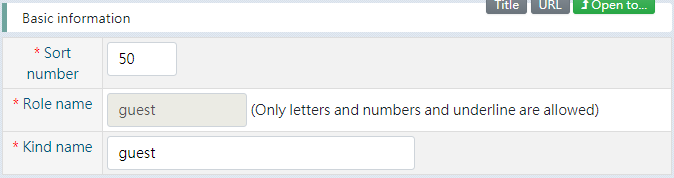 Title URL Open to...
Basic information
* Sort number
50
* Role name
guest (Only letters and numbers and underline are allowed)
* Kind name
guest